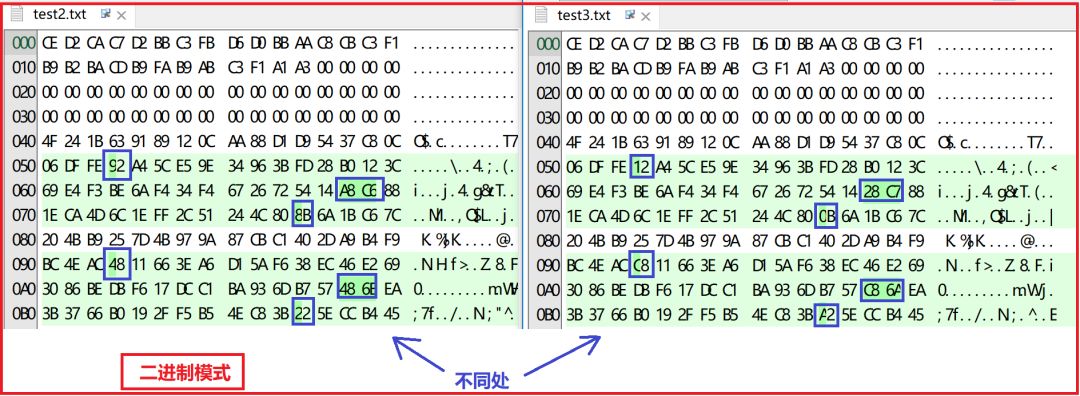 test2.txt
000 CE D2 CA C7 D2 BB C3 FB D6 D0 BB AA C8 CB C3 F1 ................
010 B9 B2 BA CD B9 FA B9 AB C3 F1 A1 A3 00 00 00 00 ................
020 00 00 00 00 00 00 00 00 00 00 00 00 00 00 00 00 ................
030 00 00 00 00 00 00 00 00 00 00 00 00 00 00 00 00 ................
040 4F 24 1B 63 91 89 12 0C AA 88 D1 D9 54 37 C8 0C O$.c........T7
050 06 DF FE 92 A4 5C E5 9E 34 96 3B FD 28 B0 12 3C .....\..4.;.(..
060 69 E4 F3 BE 6A F4 34 F4 67 26 72 54 14 A8 C6 88 i...j.4.g&rT...
070 1E CA 4D 6C 1E FF 2C 51 24 4C 80 8B 6A 1B C6 7C ..Ml..,Q$L..j..
080 20 4B B9 25 7D 4B 97 9A 87 CB C1 40 2D A9 B4 F9 K.%}K.....@-..
090 BC 4E AC 48 11 66 3E A6 D1 5A F6 38 EC 46 E2 69 .N.H.f>..Z.8.F.
0A0 30 86 BE DB F6 17 DC C1 BA 93 6D B7 57 48 6B EA 0.........m.W
0B0 3B 37 66 B0 19 2F F5 B5 4E C8 3B 22 5E CC B4 45 ;7f../..N.;"^..
test3.txt
000 CE D2 CA C7 D2 BB C3 FB D6 D0 BB AA C8 CB C3 F1 ................
010 B9 B2 BA CD B9 FA B9 AB C3 F1 A1 A3 00 00 00 00 ................
020 00 00 00 00 00 00 00 00 00 00 00 00 00 00 00 00 ................
030 00 00 00 00 00 00 00 00 00 00 00 00 00 00 00 00 ................
040 4F 24 1B 63 91 89 12 0C AA 88 D1 D9 54 37 C8 0C O$.c........T7..
050 06 DF FE 12 A4 5C E5 9E 34 96 3B FD 28 B0 12 3C .....\..4.;.(..<
060 69 E4 F3 BE 6A F4 34 F4 67 26 72 54 14 28 C7 88 i...j.4.g&rT.(..
070 1E CA 4D 6C 1E FF 2C 51 24 4C 80 0B 6A 1B C6 7C ..Ml..,Q$L..j..|
080 20 4B B9 25 7D 4B 97 9A 87 CB C1 40 2D A9 B4 F9 K.%}K.....@-...
090 BC 4E AC C8 11 66 3E A6 D1 5A F6 38 EC 46 E2 69 .N...f>..Z.8.F.i
0A0 30 86 BE DB F6 17 DC C1 BA 93 6D B7 57 C8 6A EA 0.........m.W.j.
0B0 3B 37 66 B0 19 2F F5 B5 4E C8 3B A2 5E CC B4 45 ;7f../..N.;.^..E
二进制模式
不同处